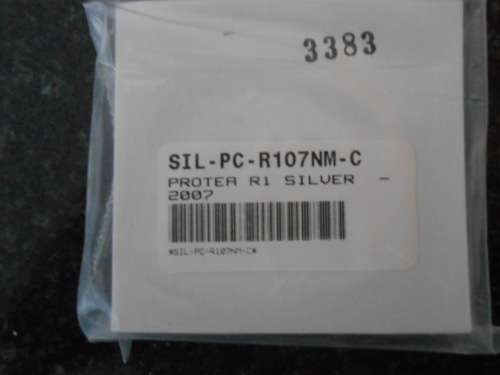 3383
SIL-PC-R107NM-C
PROTEA R1 SILVER -
2007
*SIL-PC-R107NM-C*